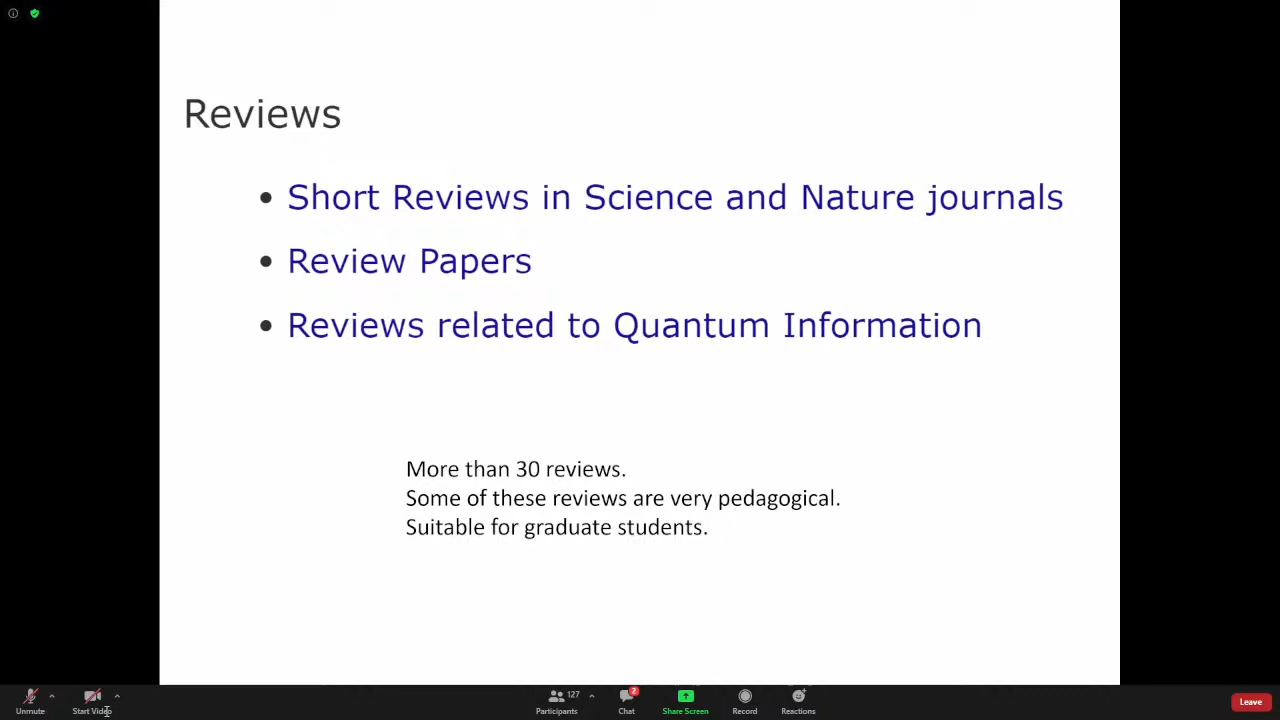 Reviews
• Short Reviews in Science and Nature journals
• Review Papers
• Reviews related to Quantum Information
More than 30 reviews.
Some of these reviews are very pedagogical.
Suitable for graduate students.
127
2
Unmute
Start Video
Participants
Chat
Share Screen
Record
Reactions
Leave